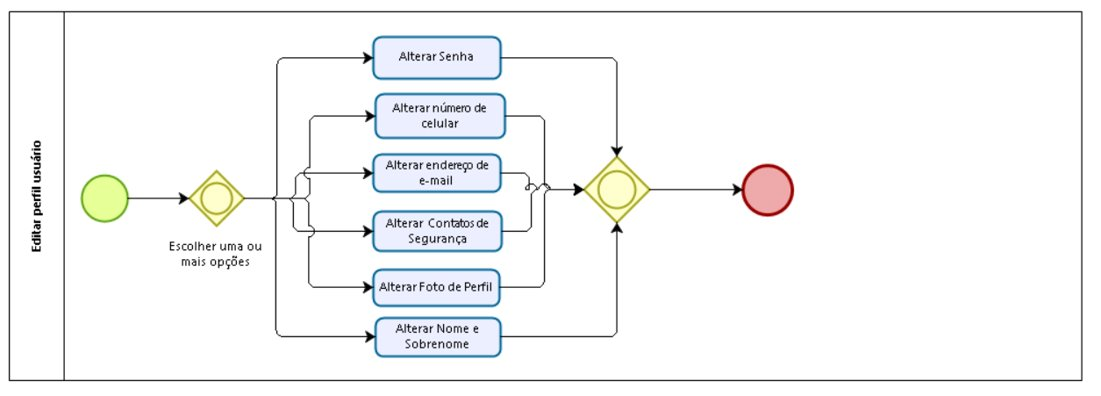 Editar perfil usuário
Escolher uma ou
mais opções
Alterar Senha
Alterar número de
celular
Alterar endereço de
e-mail
Alterar Contatos de
Segurança
Alterar Foto de Perfil
Alterar Nome e
Sobrenome